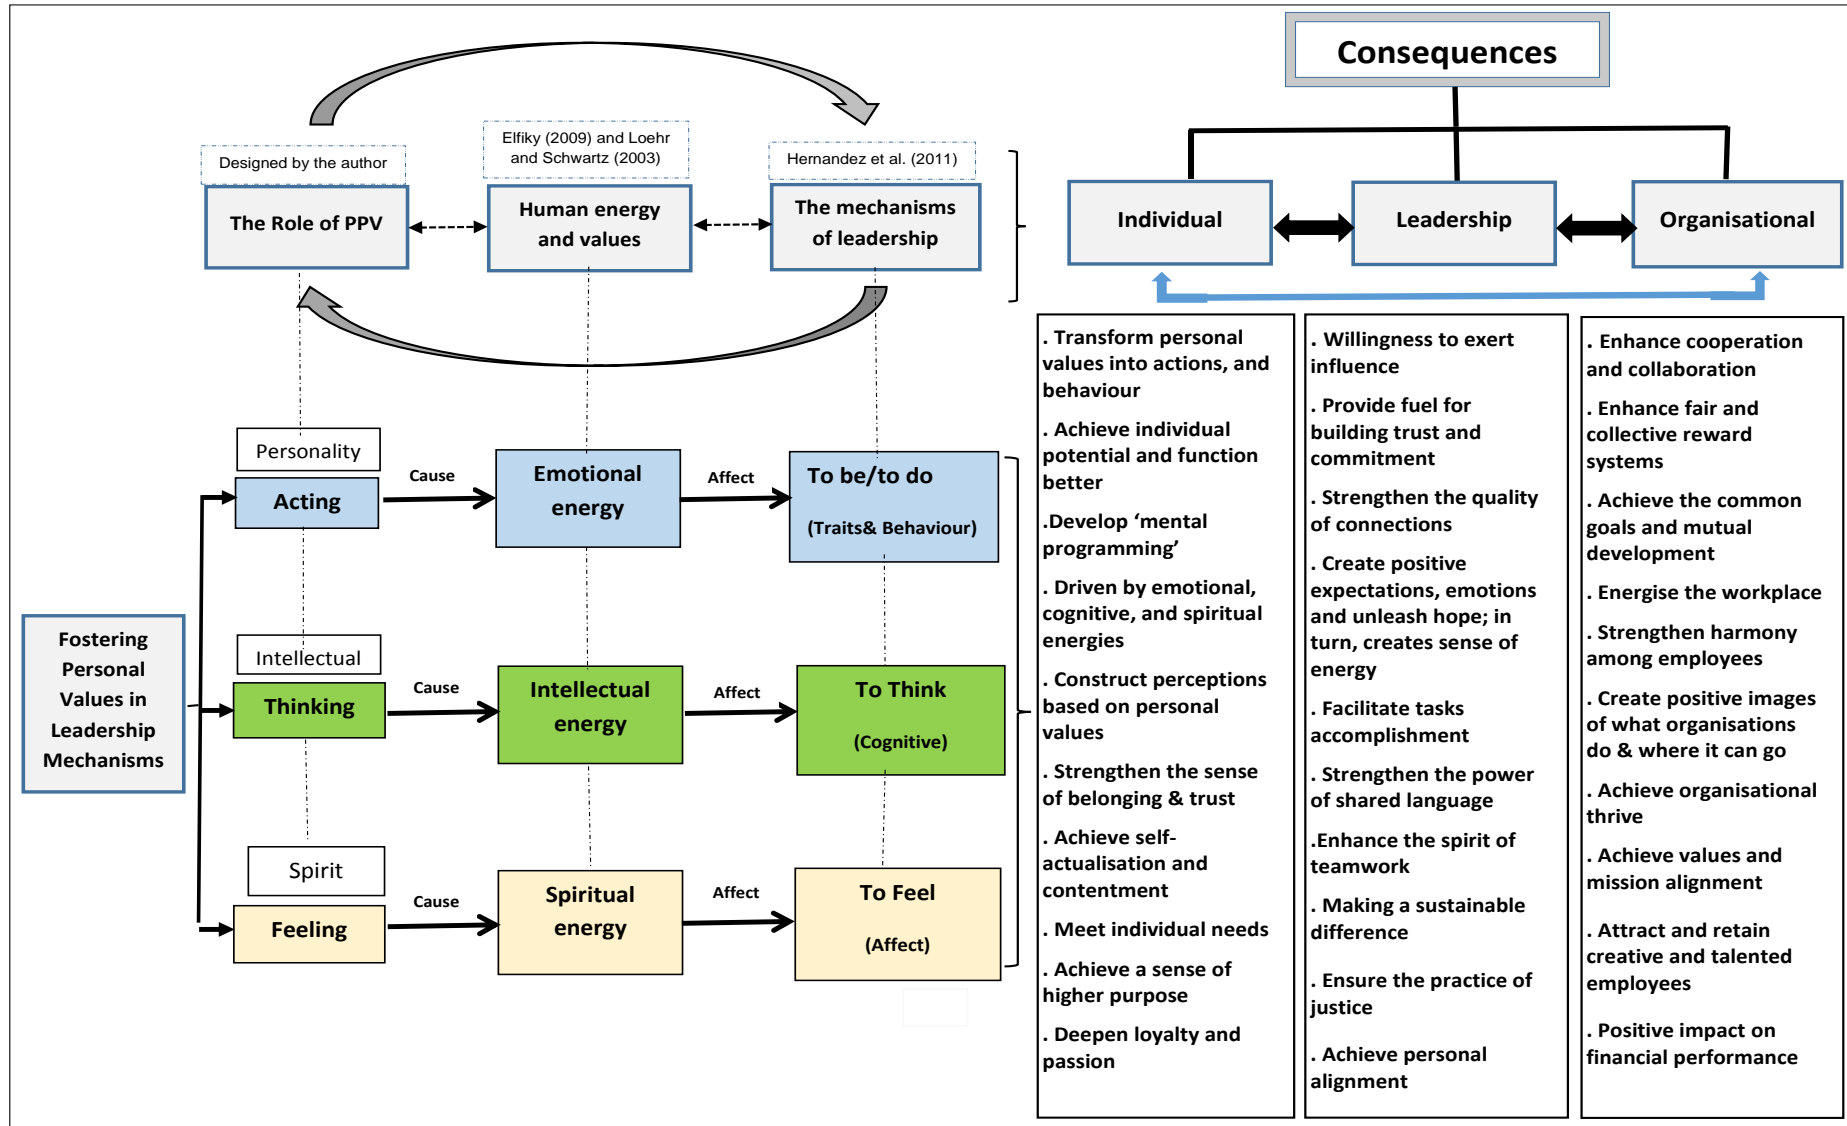 Consequences
Elfiky (2009) and Loehr
and Schwartz (2003)
Designed by the author
Hernandez et al. (2011)
The Role of PPV
Human energy
and values
The mechanisms
of leadership
Individual
Leadership
Organisational
Fostering
Personal
Values in
Leadership
Mechanisms
Personality
Acting
Cause
Emotional
energy
Affect
To be/to do
(Traits& Behaviour)
Intellectual
Thinking
Cause
Intellectual
energy
Affect
To Think
(Cognitive)
Spirit
Feeling
Cause
Spiritual
energy
Affect
To Feel
(Affect)
. Transform personal
values into actions, and
behaviour
. Achieve individual
potential and function
better
.Develop ‘mental
programming’
. Driven by emotional,
cognitive, and spiritual
energies
. Construct perceptions
based on personal
values
. Strengthen the sense
of belonging & trust
. Achieve self-
actualisation and
contentment
. Meet individual needs
. Achieve a sense of
higher purpose
. Deepen loyalty and
passion
. Willingness to exert
influence
. Provide fuel for
building trust and
commitment
. Strengthen the quality
of connections
. Create positive
expectations, emotions
and unleash hope; in
turn, creates sense of
energy
. Facilitate tasks
accomplishment
. Strengthen the power
of shared language
.Enhance the spirit of
teamwork
. Making a sustainable
difference
. Ensure the practice of
justice
. Achieve personal
alignment
. Enhance cooperation
and collaboration
. Enhance fair and
collective reward
systems
. Achieve the common
goals and mutual
development
. Energise the workplace
. Strengthen harmony
among employees
. Create positive images
of what organisations
do & where it can go
. Achieve organisational
thrive
. Achieve values and
mission alignment
. Attract and retain
creative and talented
employees
. Positive impact on
financial performance